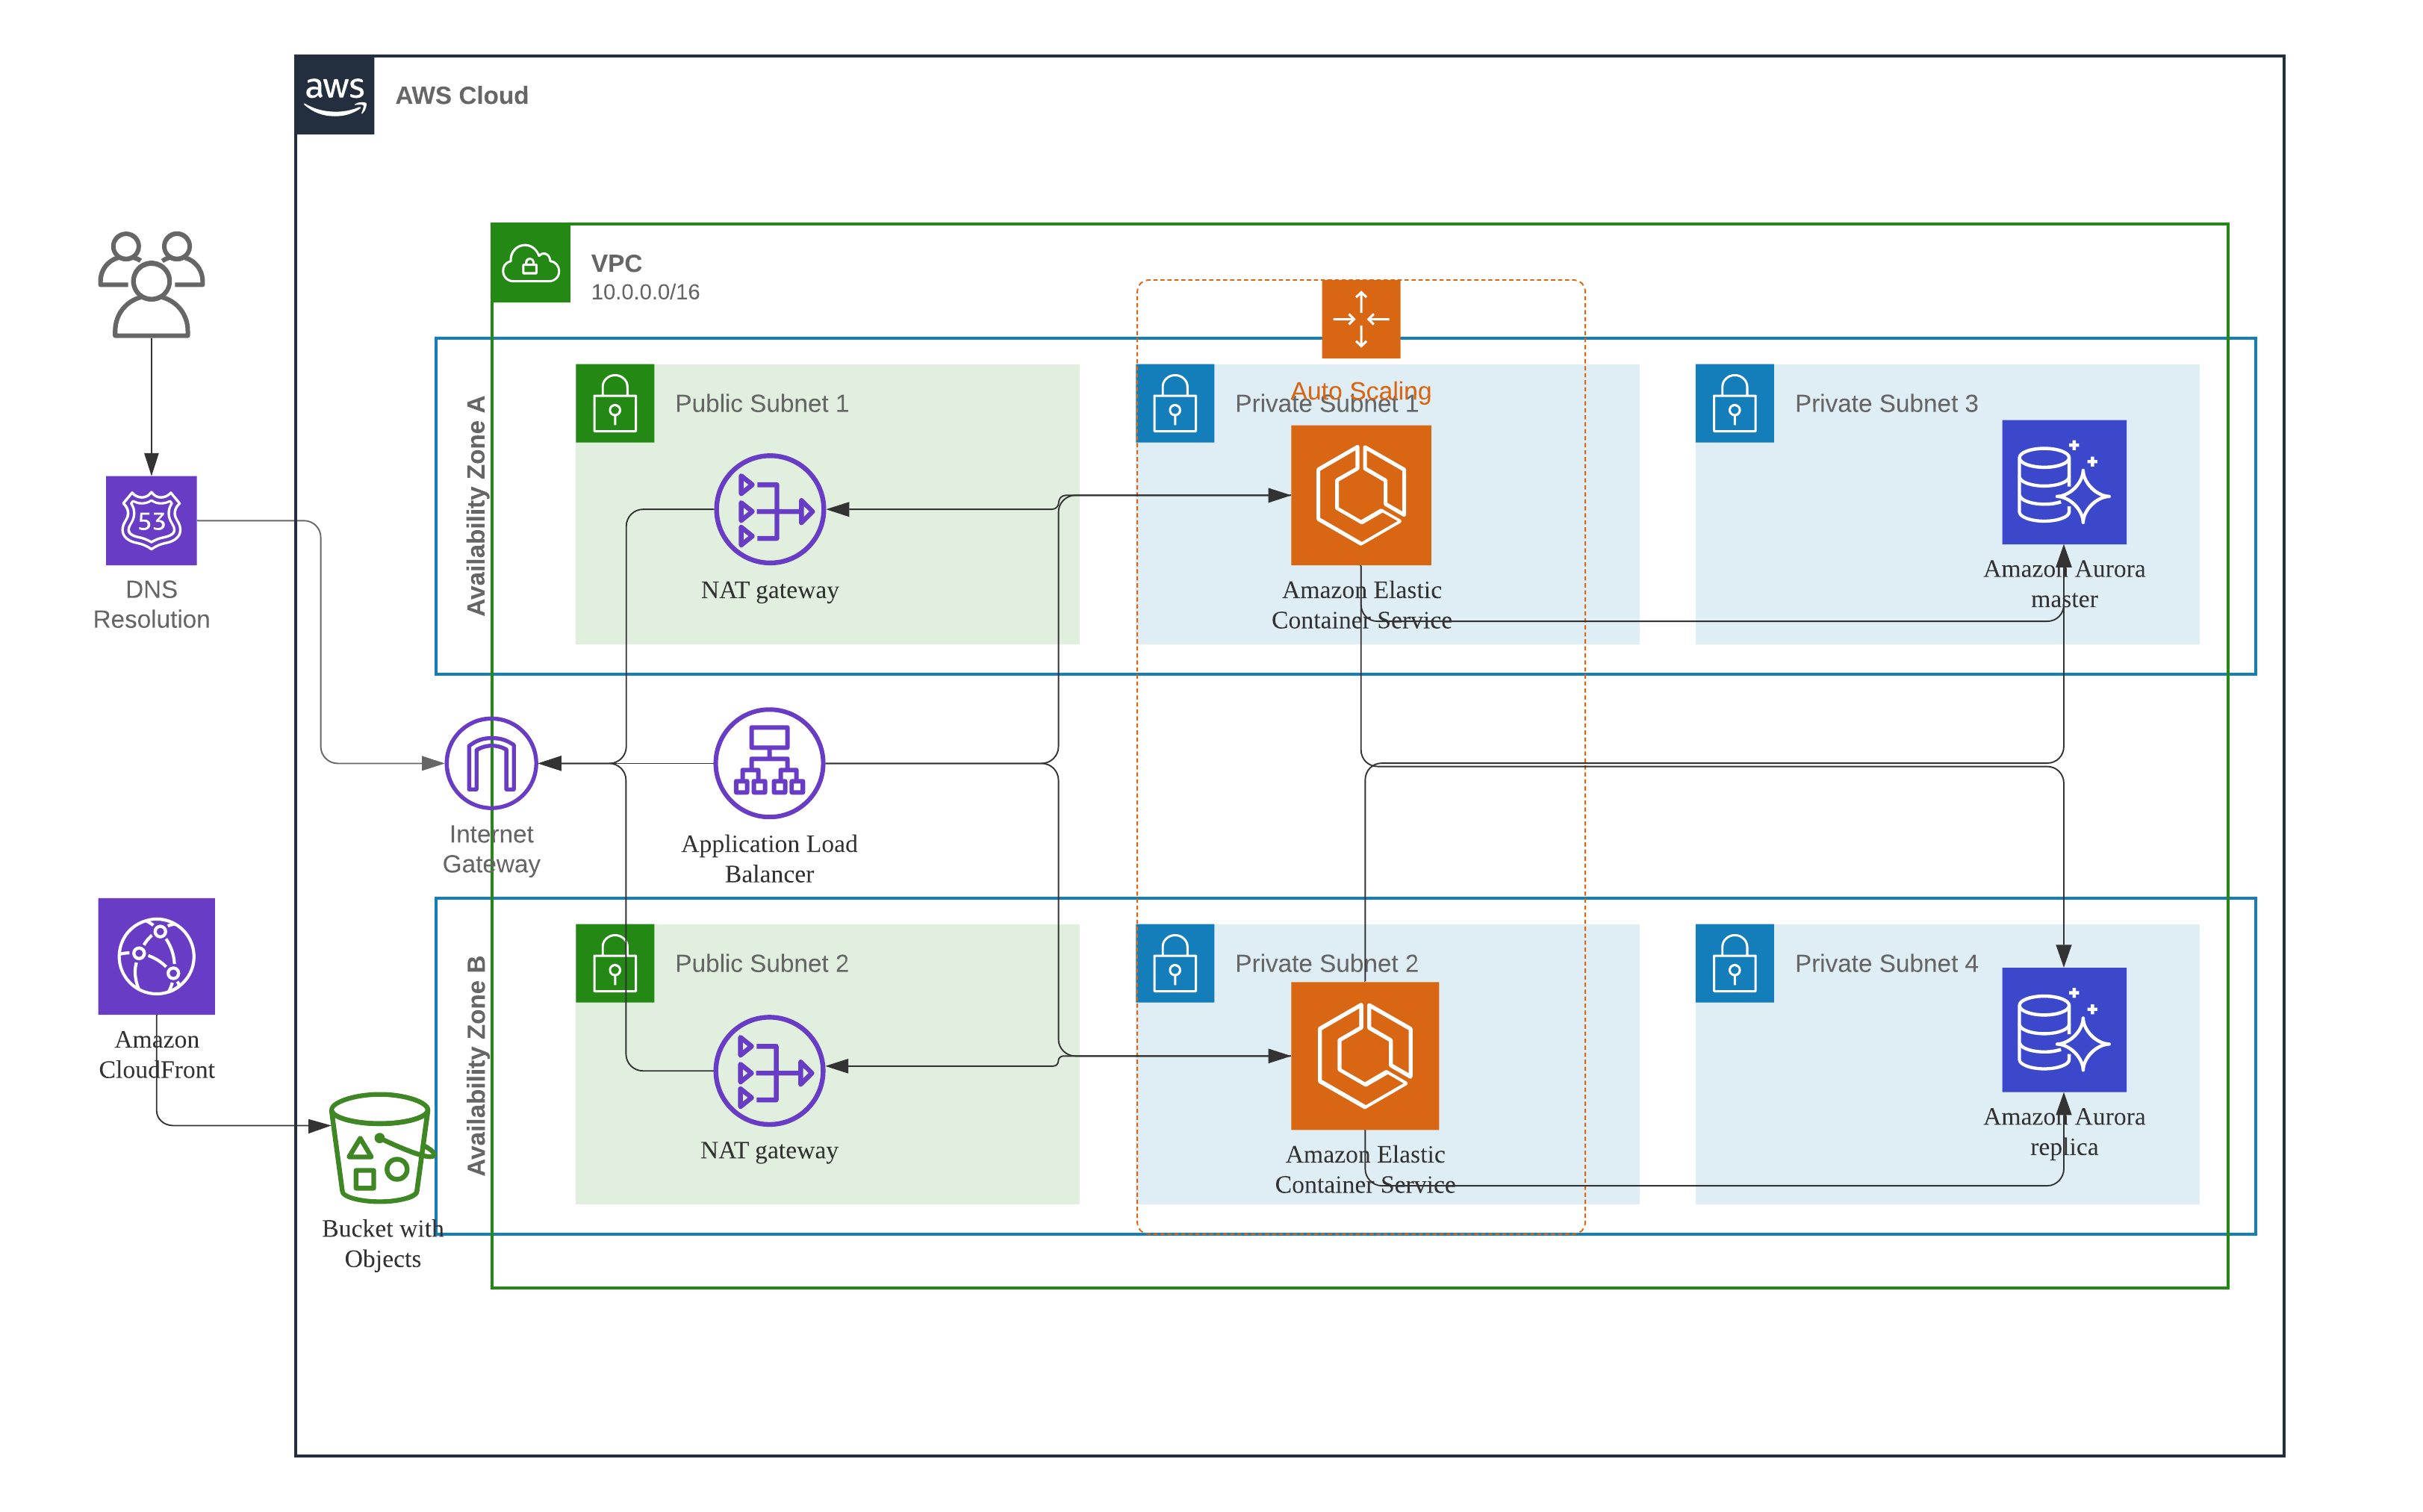 aws
AWS Cloud
VPC
10.0.0.0/16
Auto Scaling
Availability Zone A
Public Subnet 1
Private Subnet 1
Private Subnet 3
53
DNS
Resolution
NAT gateway
Amazon Elastic
Container Service
Amazon Aurora
master
Internet
Gateway
Application Load
Balancer
Availability Zone B
Public Subnet 2
Private Subnet 2
Private Subnet 4
Amazon
CloudFront
NAT gateway
Amazon Elastic
Container Service
Amazon Aurora
replica
Bucket with
Objects